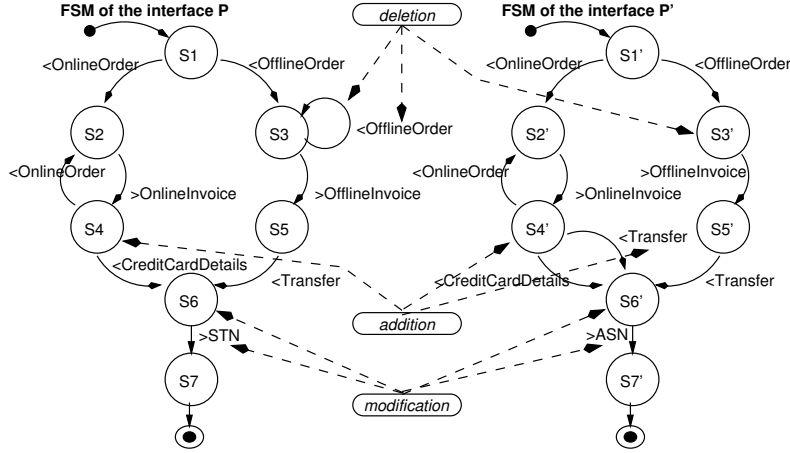 FSM of the interface P
deletion
FSM of the interface P'
S1
S1'
<OnlineOrder
<OfflineOrder
<OnlineOrder
<OfflineOrder
S2
S3
<OfflineOrder
S2'
S3'
<OnlineOrder
>OnlineInvoice
>OfflineInvoice
<OnlineOrder
>OnlineInvoice
>OfflineInvoice
S4
S5
S4'
<Transfer
S5'
<CreditCardDetails
<Transfer
<CreditCardDetails
<Transfer
S6
addition
S6'
>STN
>ASN
S7
S7'
modification